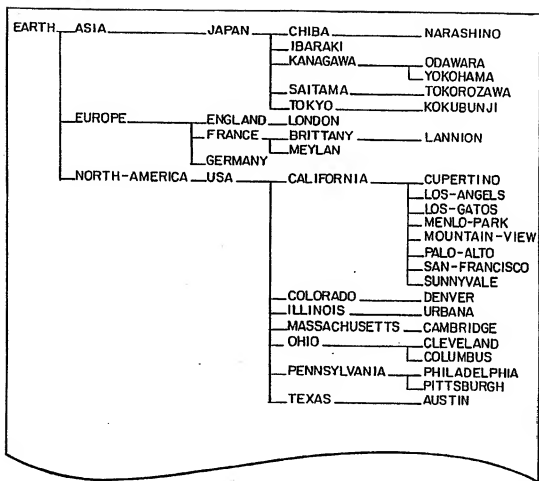 EARTH ASIA JAPAN CHIBA NARASHINO
IBARAKI
KANAGAWA ODAWARA
YOKOHAMA
SAITAMA TOKOROZAWA
TOKYO KOKUBUNJI
EUROPE ENGLAND LONDON
FRANCE BRITTANY LANNION
MEYLAN
GERMANY
NORTH-AMERICA USA CALIFORNIA CUPERTINO
LOS-ANGELS
LOS-GATOS
MENLO-PARK
MOUNTAIN-VIEW
PALO-ALTO
SAN-FRANCISCO
SUNNYVALE
COLORADO DENVER
ILLINOIS URBANA
MASSACHUSETTS CAMBRIDGE
OHIO CLEVELAND
COLUMBUS
PENNSYLVANIA PHILADELPHIA
PITTSBURGH
TEXAS AUSTIN